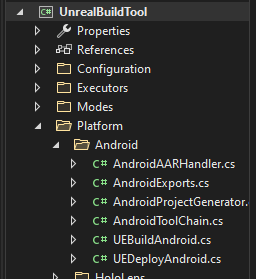 C# UnrealBuildTool
Properties
References
Configuration
Executors
Modes
Platform
Android
C# AndroidAARHandler.cs
C# AndroidExports.cs
C# AndroidProjectGenerator.
C# AndroidToolChain.cs
C# UEBuildAndroid.cs
C# UEDeployAndroid.cs
HoloLens